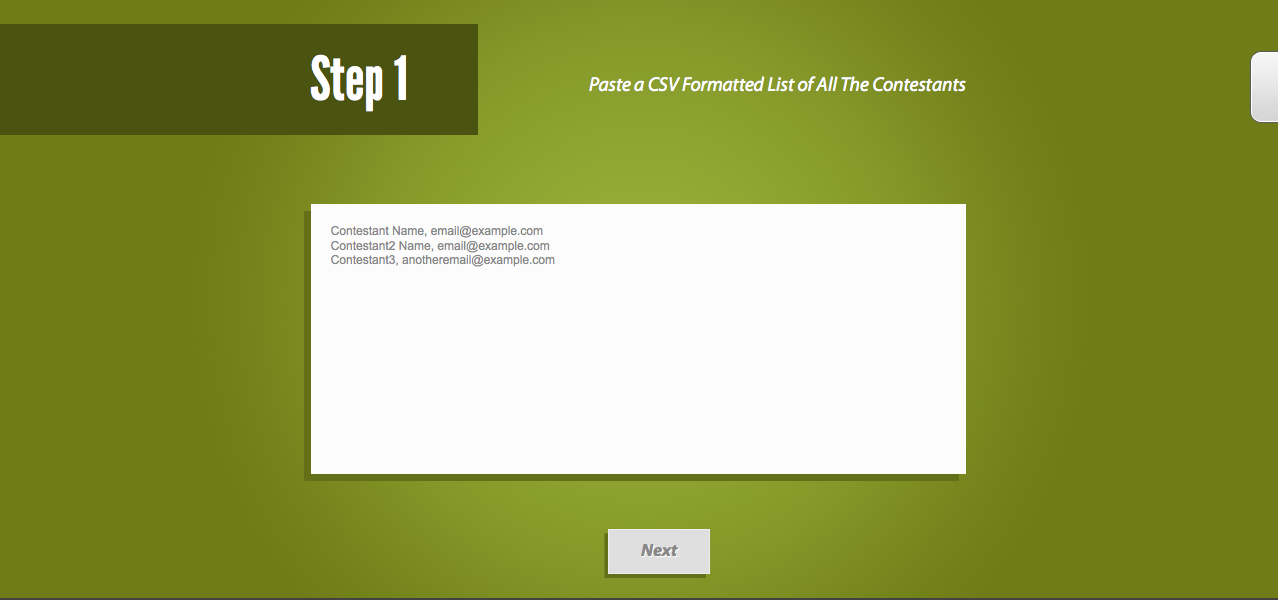 Step 1
Paste a CSV Formatted List of All The Contestants
Contestant Name, email@example.com
Contestant2 Name, email@example.com
Contestant3, anotheremail@example.com
Next